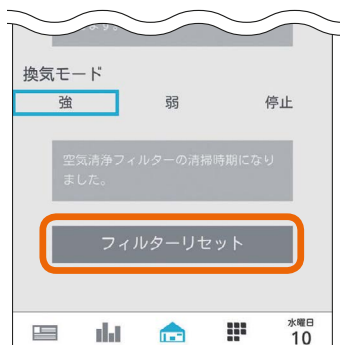 換気モード
強 弱 停止
空気清浄フィルターの清掃時期になり
ました。
フィルターリセット
水曜日
10